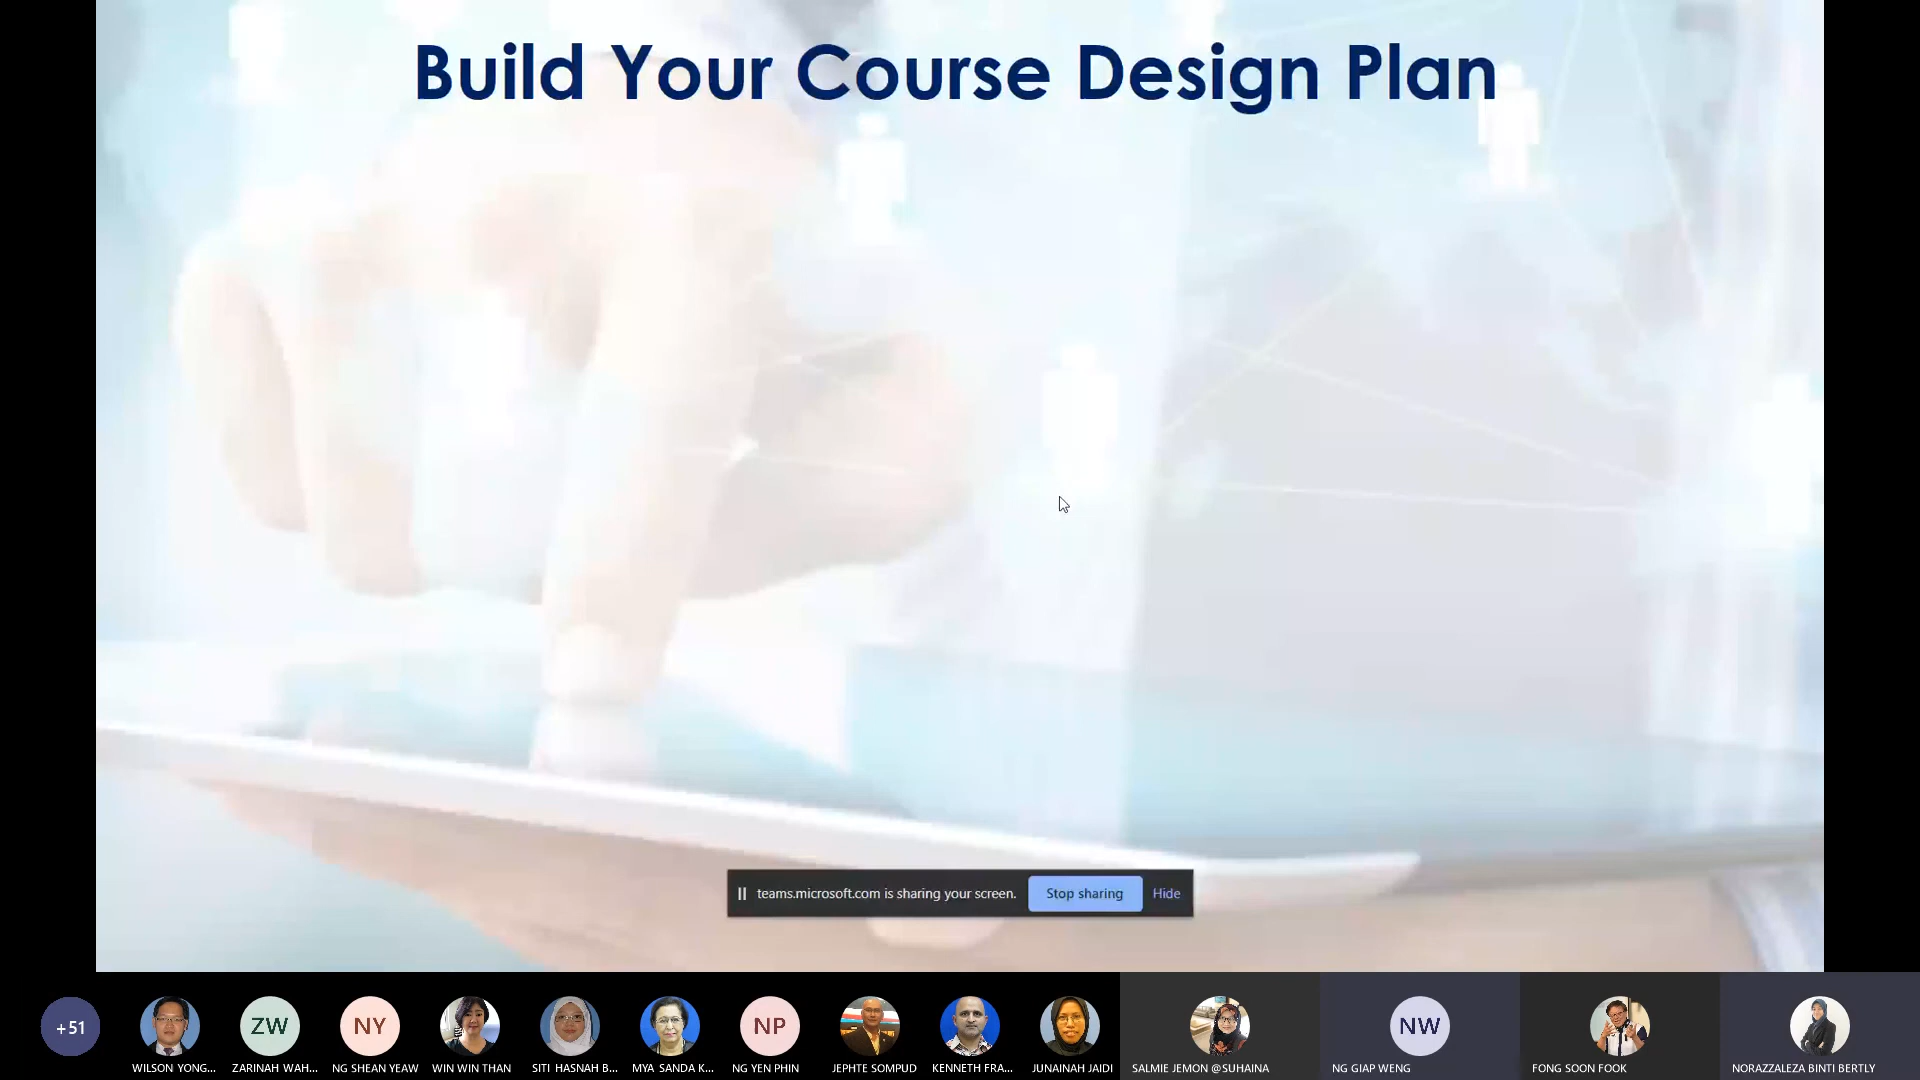 Build Your Course Design Plan
teams.microsoft.com is sharing your screen. Stop sharing Hide
+51 ZW NY NP NW
WILSON YONG... ZARINAH WAH... NG SHEAN YEAW WIN WIN THAN SITI HASNAH B... MYA SANDA K... NG YEN PHIN JEPHTE SOMPUD KENNETH FRA... JUNAINAH JAIDI SALMIE JEMON @SUHAINA NG GIAP WENG FONG SOON FOOK NORAZZALEZA BINTI BERTLY